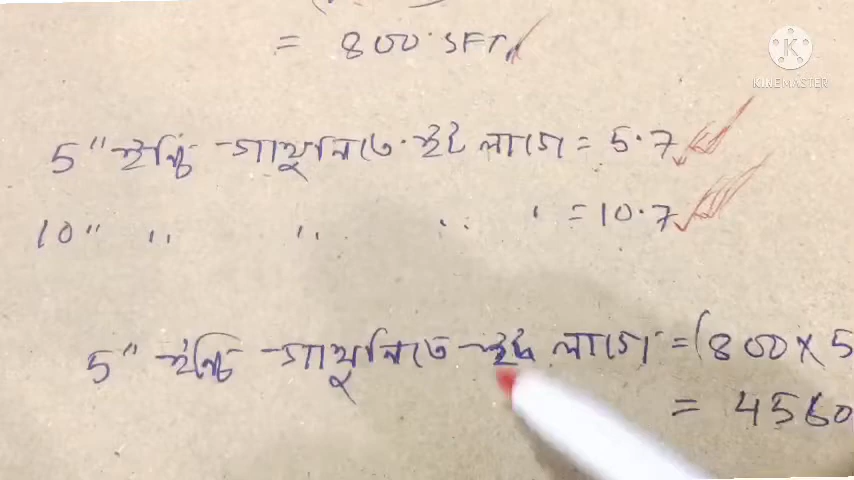 = 800 SFT
K
KINEMASTER
5" ইঞ্চি গাথুনিতে ইট লাগে = 5.7
10" " " " " = 10.7
5" ইঞ্চি গাথুনিতে ইট লাগে = (800 x 5
= 4560